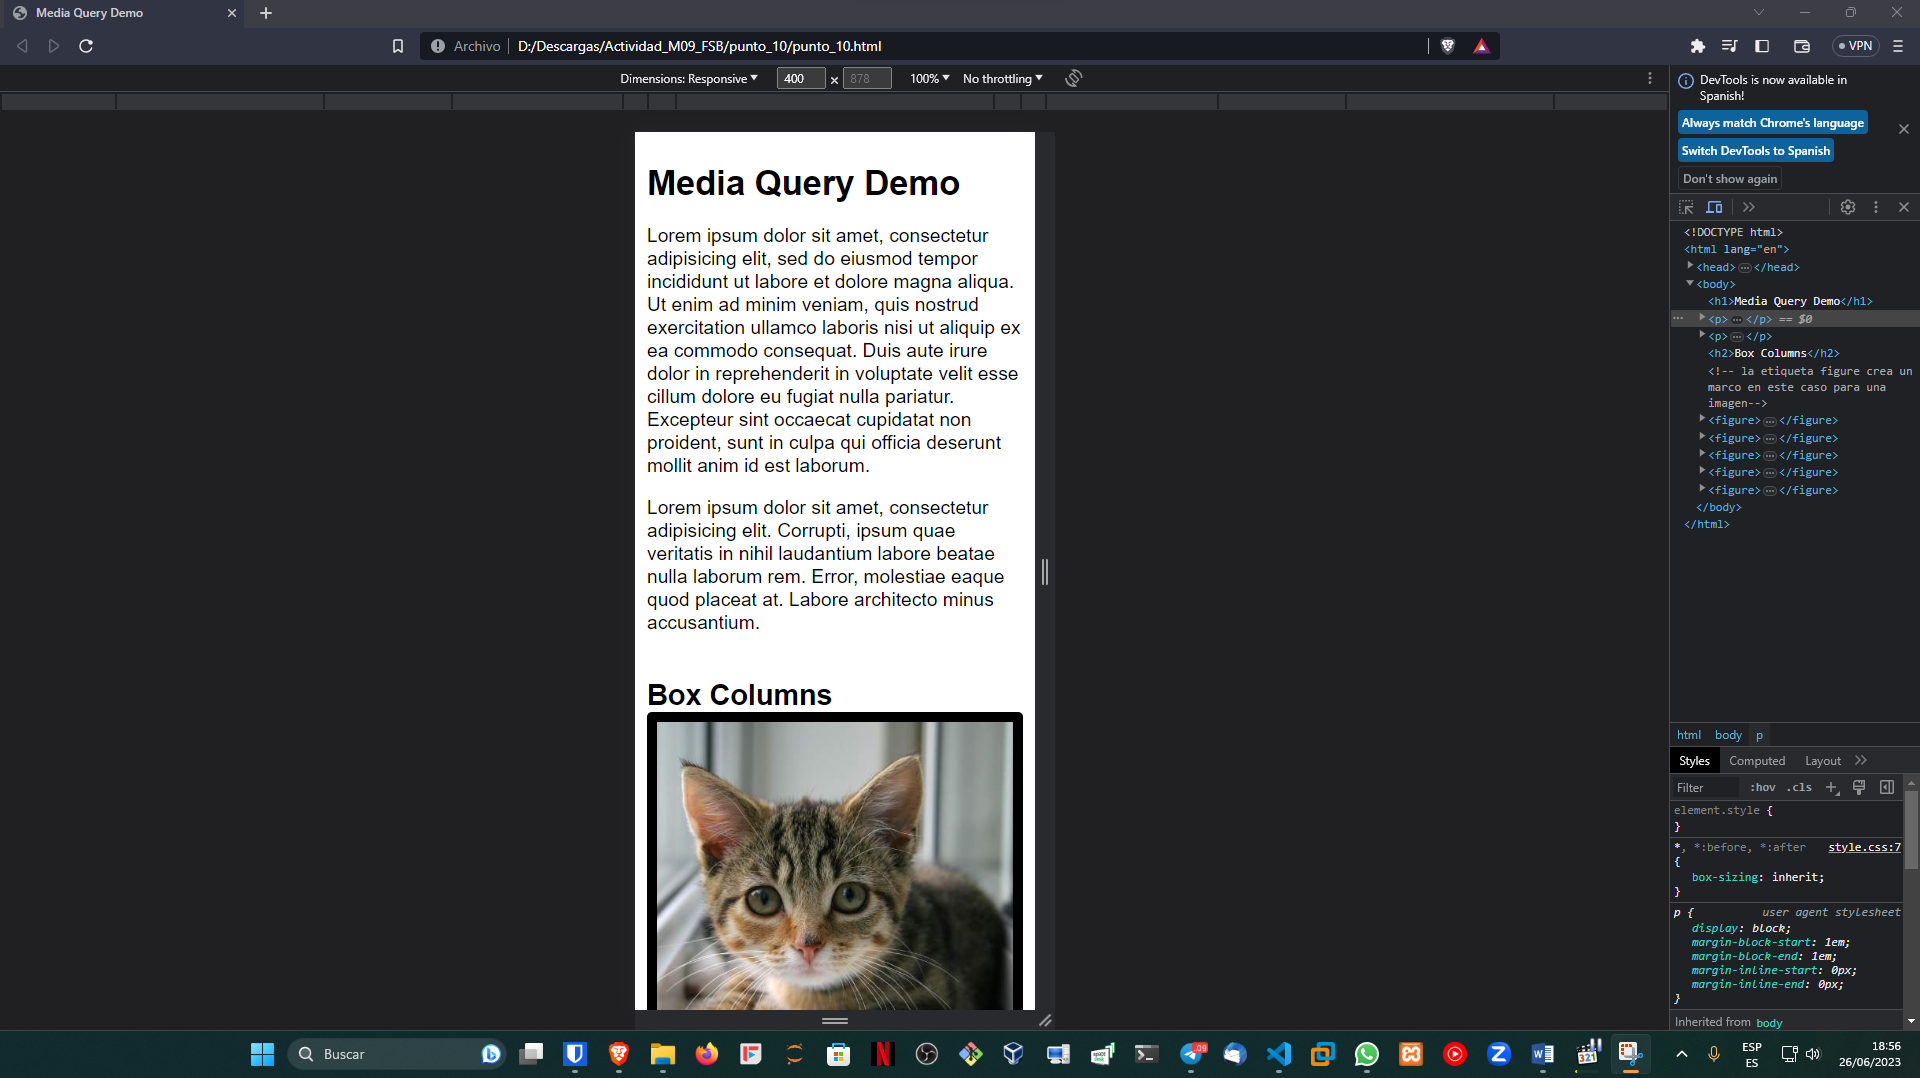 Media Query Demo
Archivo
D:/Descargas/Actividad_M09_FSB/punto_10/punto_10.html
VPN
Dimensions: Responsive
400
×
878
100%
No throttling
Media Query Demo
Lorem ipsum dolor sit amet, consectetur
adipisicing elit, sed do eiusmod tempor
incididunt ut labore et dolore magna aliqua.
Ut enim ad minim veniam, quis nostrud
exercitation ullamco laboris nisi ut aliquip ex
ea commodo consequat. Duis aute irure
dolor in reprehenderit in voluptate velit esse
cillum dolore eu fugiat nulla pariatur.
Excepteur sint occaecat cupidatat non
proident, sunt in culpa qui officia deserunt
mollit anim id est laborum.
Lorem ipsum dolor sit amet, consectetur
adipisicing elit. Corrupti, ipsum quae
veritatis in nihil laudantium labore beatae
nulla laborum rem. Error, molestiae eaque
quod placeat at. Labore architecto minus
accusantium.
Box Columns
DevTools is now available in
Spanish!
Always match Chrome's language
Switch DevTools to Spanish
Don't show again
<!DOCTYPE html>
<html lang="en">
<head> ⋯ </head>
<body>
<h1>Media Query Demo</h1>
<p> ⋯ </p> == $0
<p> ⋯ </p>
<h2>Box Columns</h2>
<!-- la etiqueta figure crea un
marco en este caso para una
imagen-->
<figure> ⋯ </figure>
<figure> ⋯ </figure>
<figure> ⋯ </figure>
<figure> ⋯ </figure>
<figure> ⋯ </figure>
</body>
</html>
html body p
Styles Computed Layout
Filter :hov .cls
element.style {
}
*, *:before, *:after style.css:7
{
box-sizing: inherit;
}
p { user agent stylesheet
display: block;
margin-block-start: 1em;
margin-block-end: 1em;
margin-inline-start: 0px;
margin-inline-end: 0px;
}
Inherited from body
Buscar
ESP
ES
18:56
26/06/2023